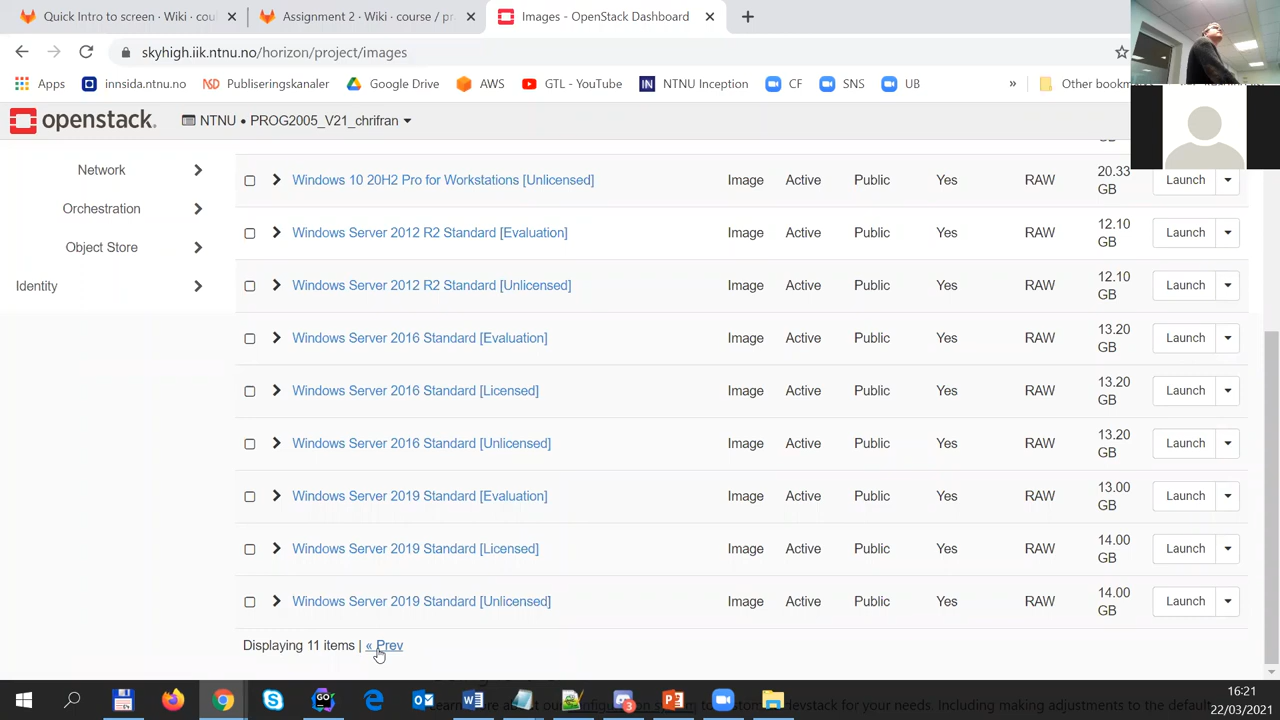 Quick Intro to screen · Wiki · cou
Assignment 2 · Wiki · course / pr
Images - OpenStack Dashboard
skyhigh.iik.ntnu.no/horizon/project/images
Apps
innsida.ntnu.no
Publiseringskanaler
Google Drive
AWS
GTL - YouTube
NTNU Inception
CF
SNS
UB
»
Other bookm
openstack.
NTNU • PROG2005_V21_chrifran
Network
Orchestration
Object Store
Identity
GB
Windows 10 20H2 Pro for Workstations [Unlicensed] Image Active Public Yes RAW 20.33 GB Launch
Windows Server 2012 R2 Standard [Evaluation] Image Active Public Yes RAW 12.10 GB Launch
Windows Server 2012 R2 Standard [Unlicensed] Image Active Public Yes RAW 12.10 GB Launch
Windows Server 2016 Standard [Evaluation] Image Active Public Yes RAW 13.20 GB Launch
Windows Server 2016 Standard [Licensed] Image Active Public Yes RAW 13.20 GB Launch
Windows Server 2016 Standard [Unlicensed] Image Active Public Yes RAW 13.20 GB Launch
Windows Server 2019 Standard [Evaluation] Image Active Public Yes RAW 13.00 GB Launch
Windows Server 2019 Standard [Licensed] Image Active Public Yes RAW 14.00 GB Launch
Windows Server 2019 Standard [Unlicensed] Image Active Public Yes RAW 14.00 GB Launch
Displaying 11 items | « Prev
16:21
22/03/2021